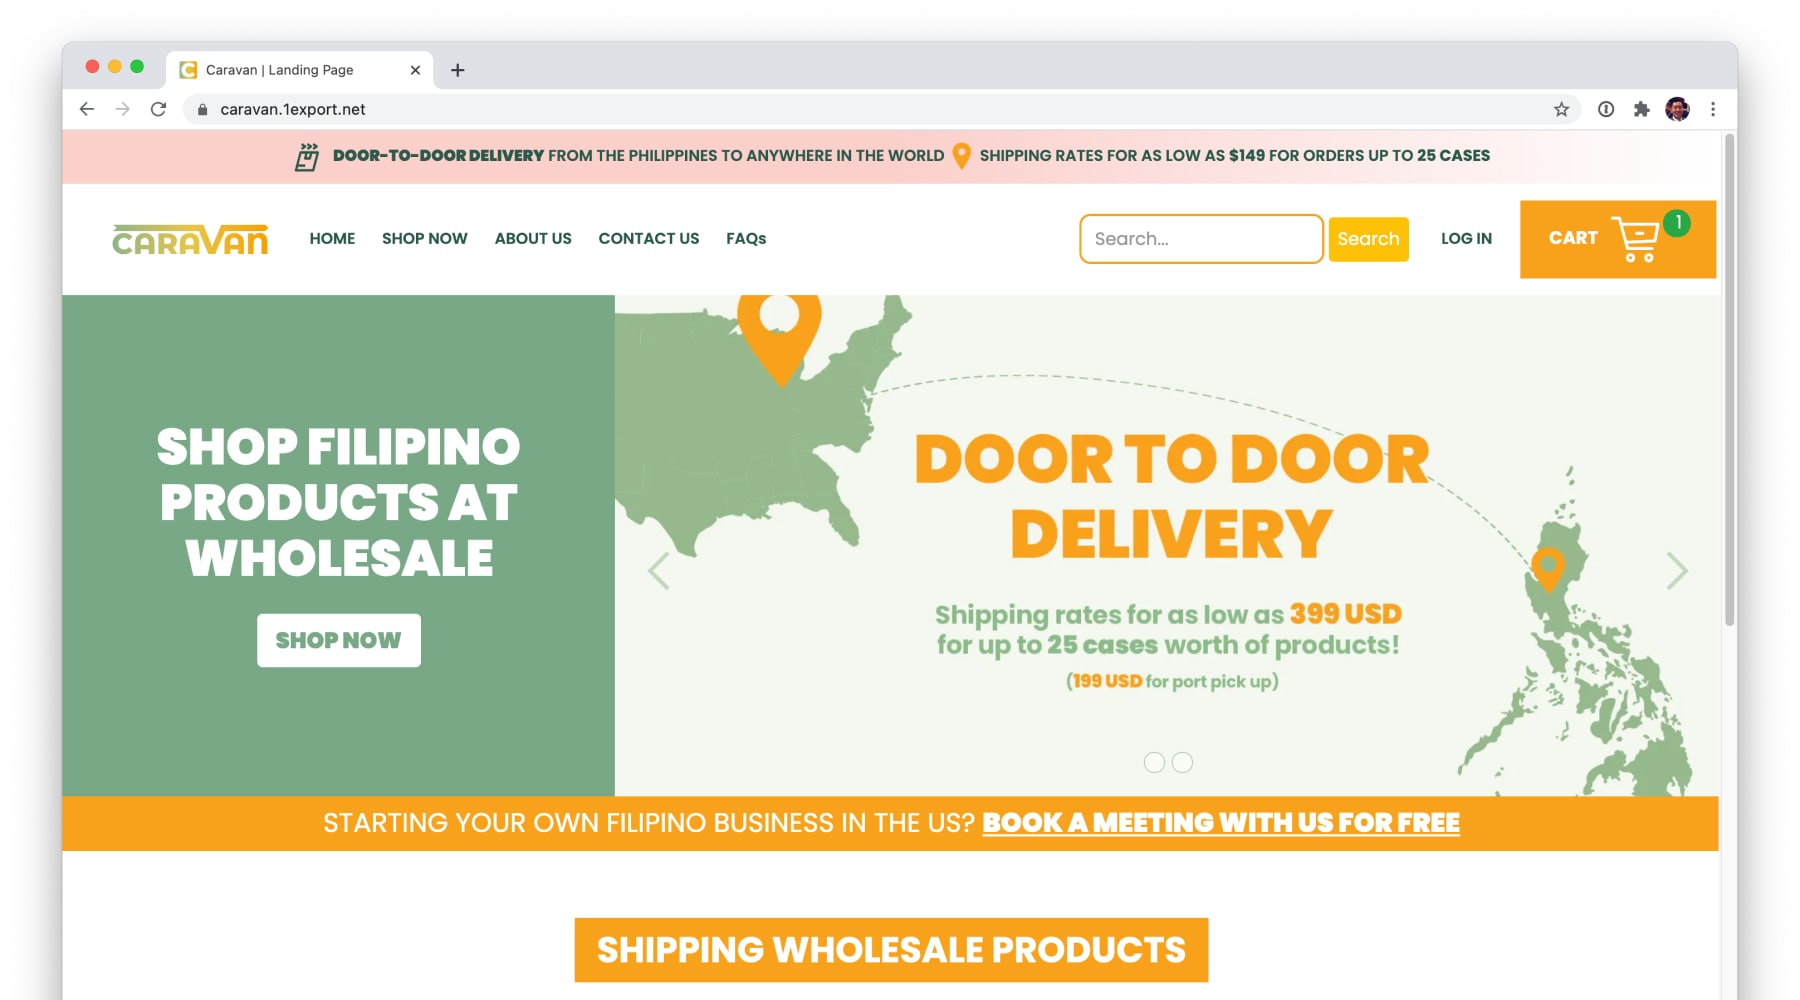 Caravan | Landing Page
caravan.1export.net
DOOR-TO-DOOR DELIVERY FROM THE PHILIPPINES TO ANYWHERE IN THE WORLD SHIPPING RATES FOR AS LOW AS $149 FOR ORDERS UP TO 25 CASES
CARAVAN HOME SHOP NOW ABOUT US CONTACT US FAQs Search... Search LOG IN CART 1
SHOP FILIPINO
PRODUCTS AT
WHOLESALE
SHOP NOW
DOOR TO DOOR
DELIVERY
Shipping rates for as low as 399 USD
for up to 25 cases worth of products!
(199 USD for port pick up)
STARTING YOUR OWN FILIPINO BUSINESS IN THE US? BOOK A MEETING WITH US FOR FREE
SHIPPING WHOLESALE PRODUCTS